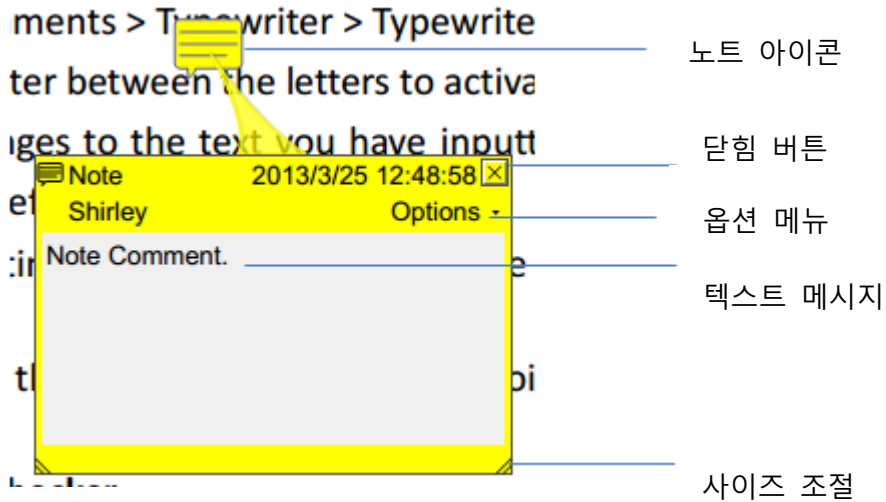 ments > Typewriter > Typewrite
노트 아이콘
ter between the letters to activa
ges to the text you have inputt
닫힘 버튼
Note 2013/3/25 12:48:58
Shirley Options
옵션 메뉴
Note Comment.
텍스트 메시지
사이즈 조절